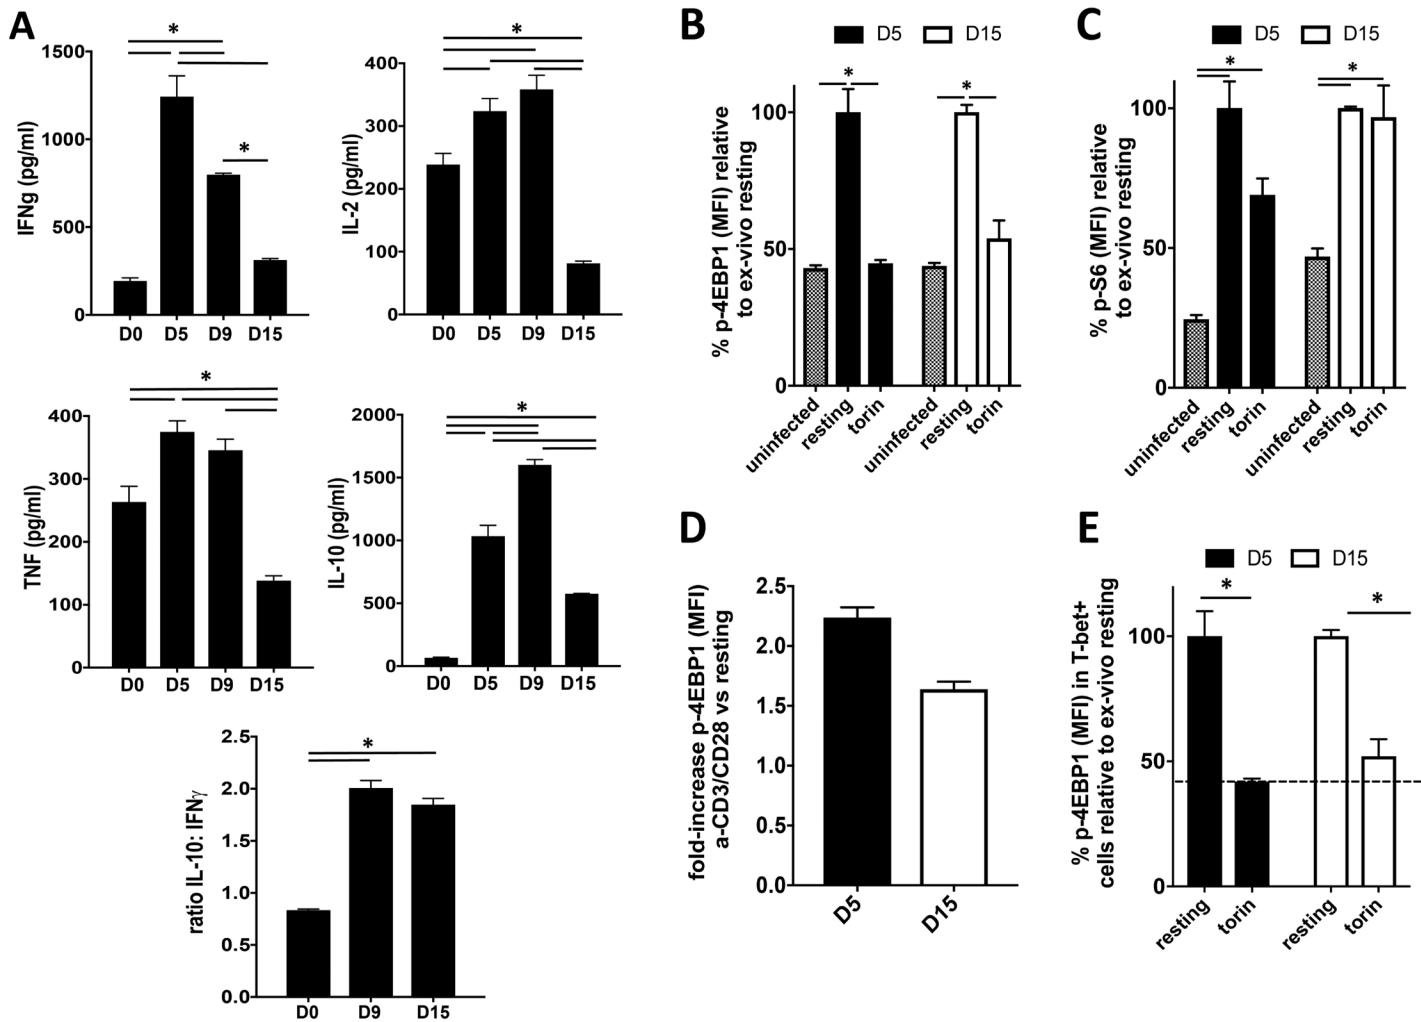 A
*
*
IFNg (pg/ml)
1500
1000
500
0
D0 D5 D9 D15
*
IL-2 (pg/ml)
400
300
200
100
0
D0 D5 D9 D15
*
TNF (pg/ml)
400
300
200
100
0
D0 D5 D9 D15
*
IL-10 (pg/ml)
2000
1500
1000
500
0
D0 D5 D9 D15
*
ratio IL-10: IFNγ
2.5
2.0
1.5
1.0
0.5
0.0
D0 D9 D15
B
D5 D15
* *
% p-4EBP1 (MFI) relative
to ex-vivo resting
100
50
0
uninfected resting torin uninfected resting torin
C
D5 D15
* *
% p-S6 (MFI) relative
to ex-vivo resting
100
50
0
uninfected resting torin uninfected resting torin
D
fold-increase p-4EBP1 (MFI)
a-CD3/CD28 vs resting
2.5
2.0
1.5
1.0
0.5
0.0
D5 D15
E
D5 D15
* *
% p-4EBP1 (MFI) in T-bet+
cells relative to ex-vivo resting
100
50
0
resting torin resting torin